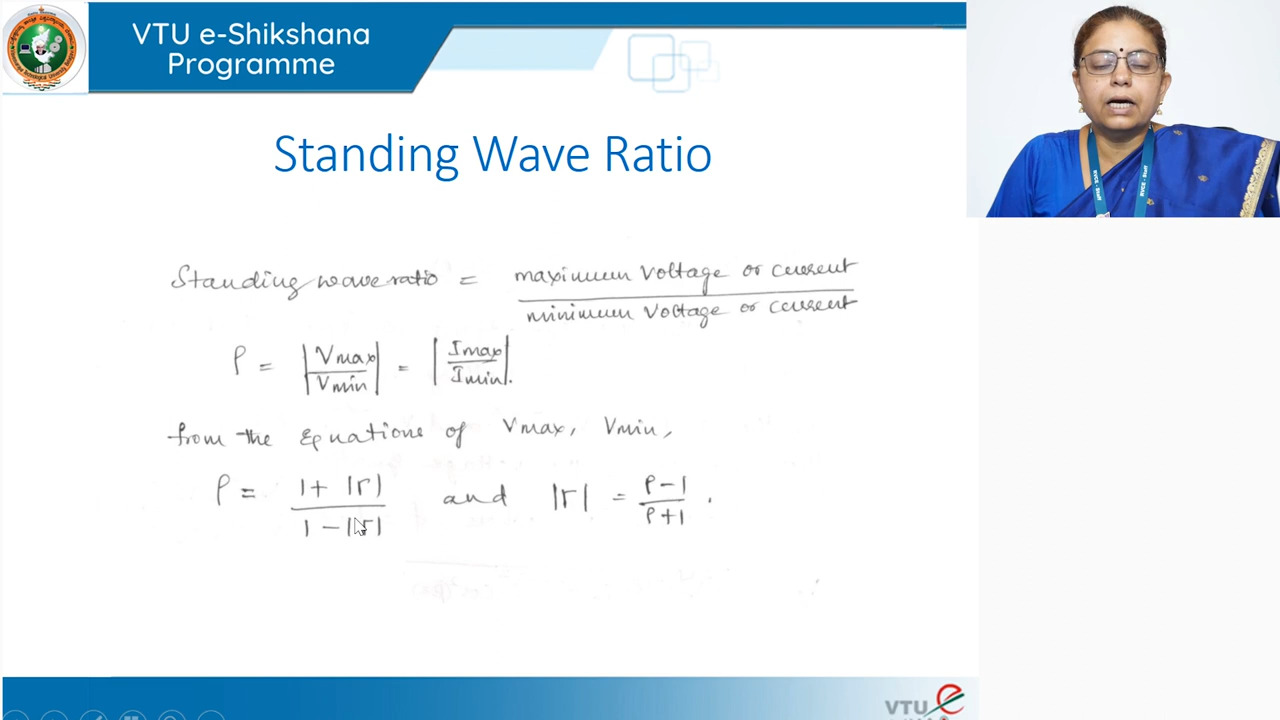 VTU e-Shikshana
Programme
Standing Wave Ratio
Standing wave ratio = maximum voltage or current / minimum voltage or current
ρ = |Vmax / Vmin| = |Imax / Imin|.
from the Equations of Vmax, Vmin,
ρ = 1 + |Γ| / 1 - |Γ| and |Γ| = ρ - 1 / ρ + 1 .
VTU e